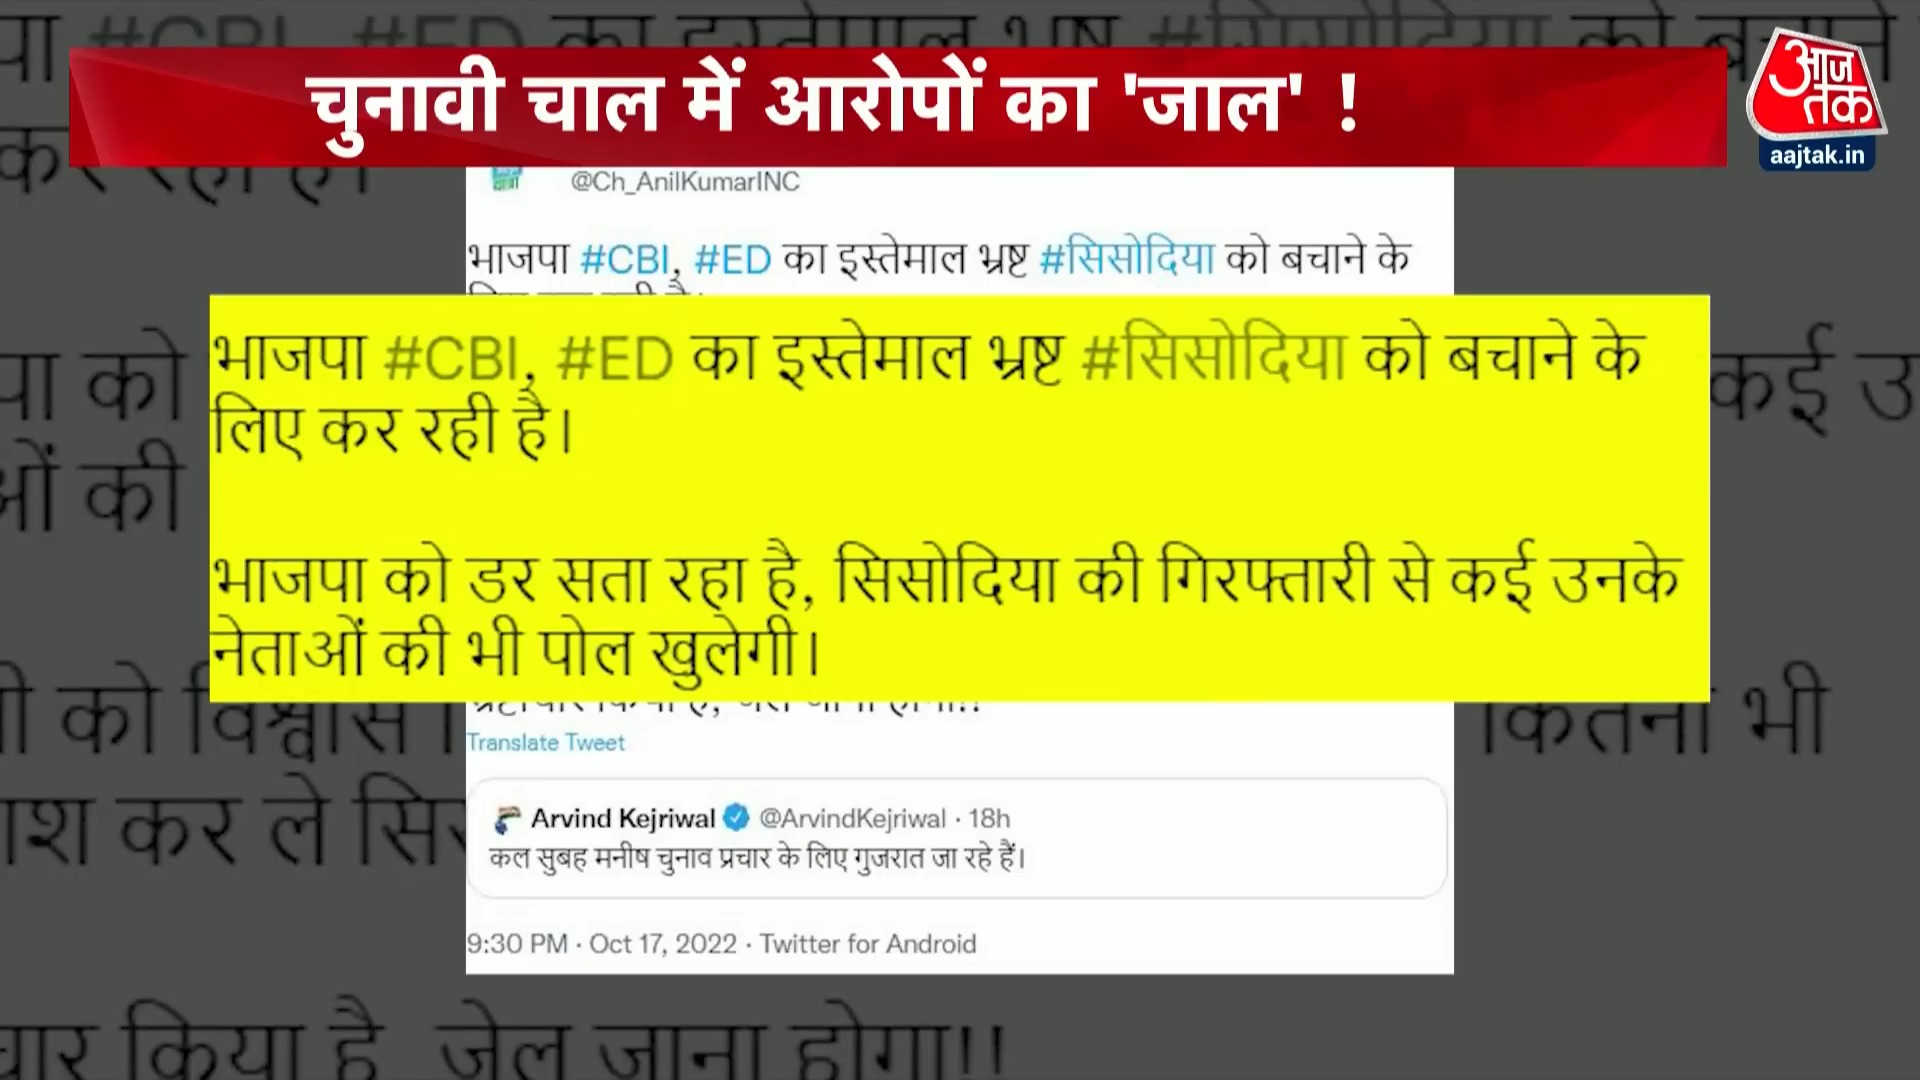 चुनावी चाल में आरोपों का 'जाल' !
आज तक
aajtak.in
@Ch_AnilKumarINC
भाजपा #CBI, #ED का इस्तेमाल भ्रष्ट #सिसोदिया को बचाने के
भाजपा #CBI, #ED का इस्तेमाल भ्रष्ट #सिसोदिया को बचाने के
लिए कर रही है।
भाजपा को डर सता रहा है, सिसोदिया की गिरफ्तारी से कई उनके
नेताओं की भी पोल खुलेगी।
Translate Tweet
Arvind Kejriwal @ArvindKejriwal · 18h
कल सुबह मनीष चुनाव प्रचार के लिए गुजरात जा रहे हैं।
9:30 PM · Oct 17, 2022 · Twitter for Android
को कई
की
को विश्वास कितना भी
कर ले
किया है, जेल जाना होगा!!